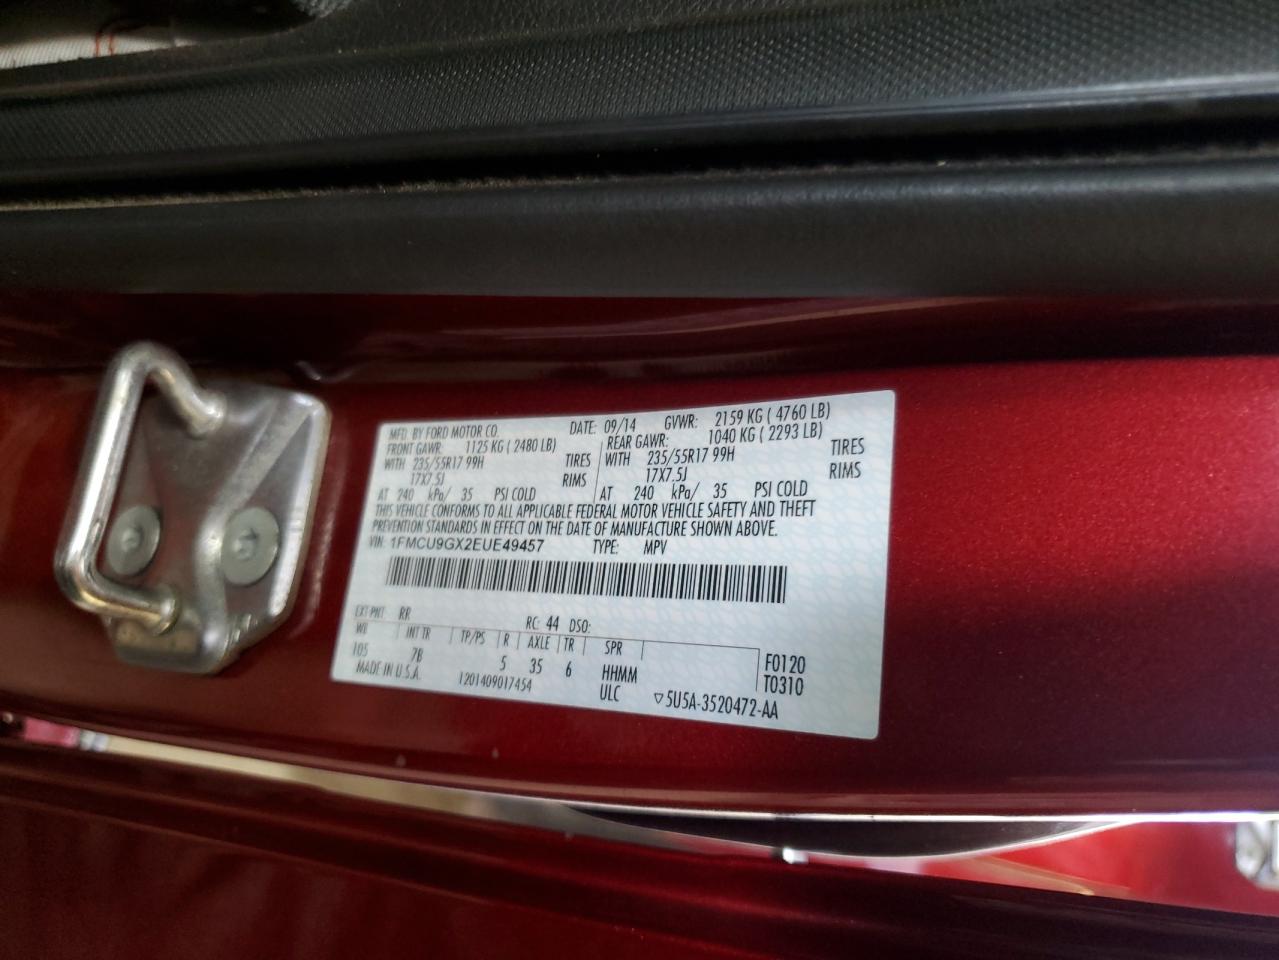 MFD. BY FORD MOTOR CO. DATE: 09/14 GVWR: 2159 KG ( 4760 LB)
FRONT GAWR: 1125 KG ( 2480 LB) REAR GAWR: 1040 KG ( 2293 LB)
WITH 235/55R17 99H TIRES WITH 235/55R17 99H TIRES
17X7.5J RIMS 17X7.5J RIMS
AT 240 kPa/ 35 PSI COLD AT 240 kPa/ 35 PSI COLD
THIS VEHICLE CONFORMS TO ALL APPLICABLE FEDERAL MOTOR VEHICLE SAFETY AND THEFT
PREVENTION STANDARDS IN EFFECT ON THE DATE OF MANUFACTURE SHOWN ABOVE.
VIN: 1FMCU9GX2EUE49457 TYPE: MPV
EXT PNT RR RC: 44 DSO:
WB INT TR TP/PS R AXLE TR SPR
105 7B 5 35 6 HHMM F0120
MADE IN U.S.A. 1201409017454 ULC T0310
▽5U5A-3520472-AA